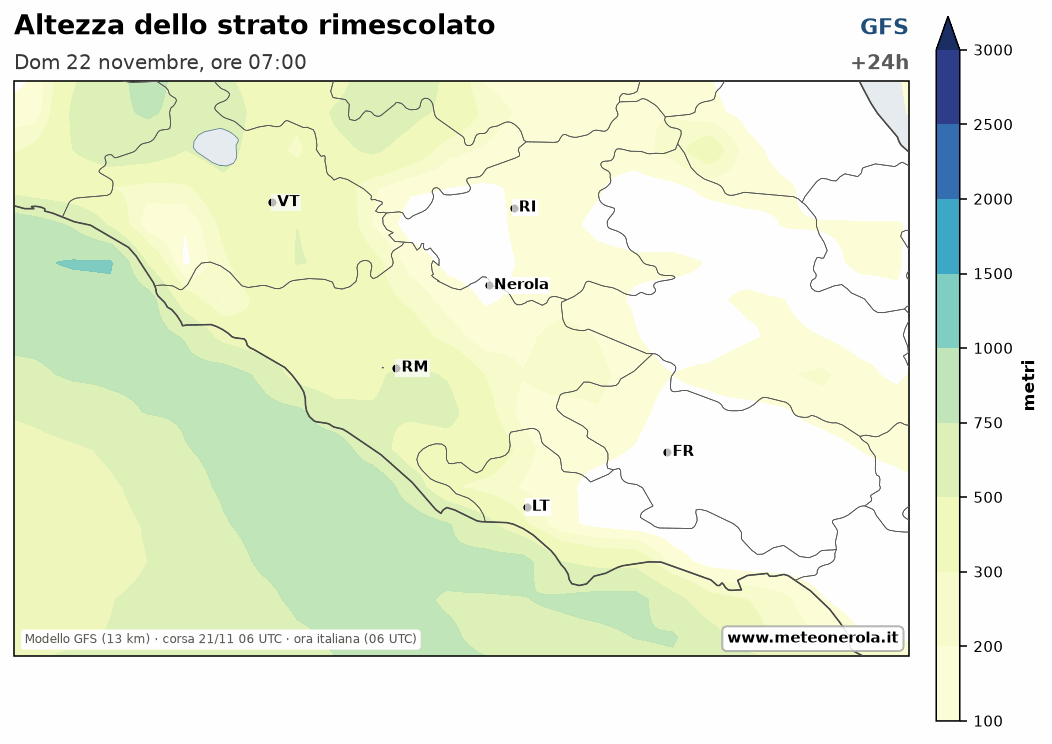 Altezza dello strato rimescolato
GFS
Dom 22 novembre, ore 07:00
+24h
3000
2500
2000
1500
1000
750
500
300
200
100
metri
VT
RI
Nerola
RM
FR
LT
Modello GFS (13 km) · corsa 21/11 06 UTC · ora italiana (06 UTC)
www.meteonerola.it